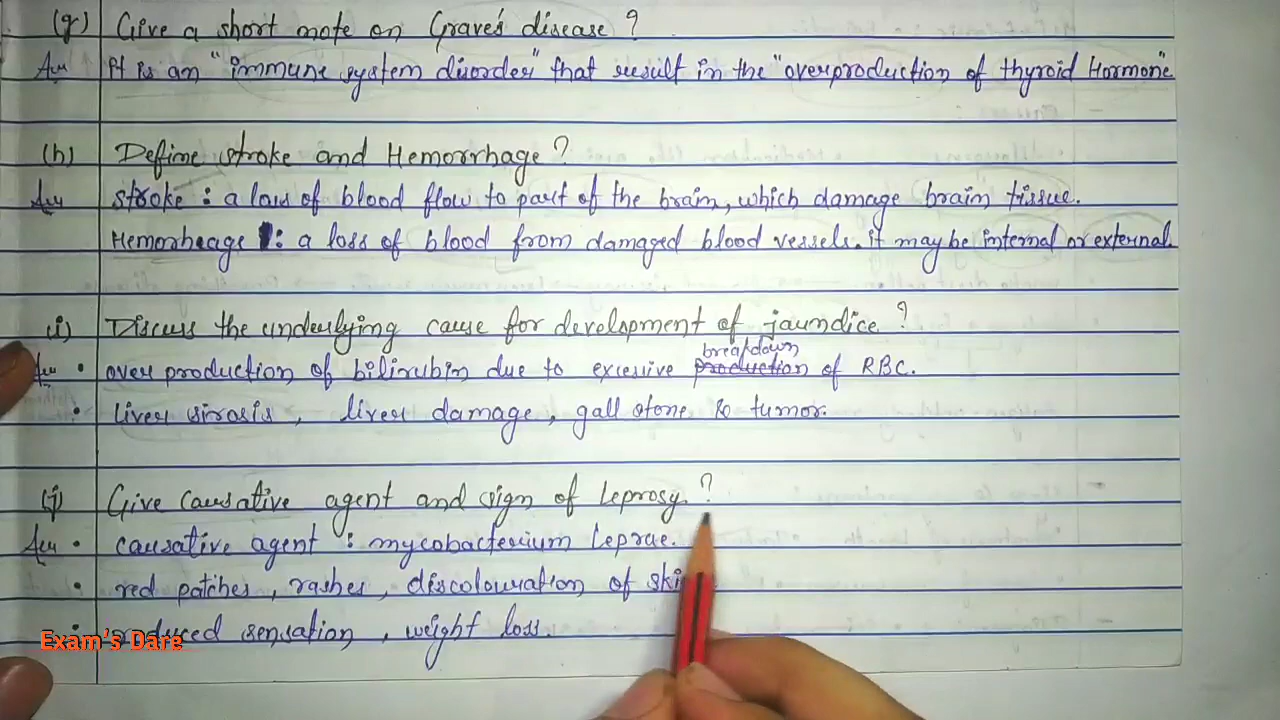 (g) Give a short note on Grave's disease ?
Ans It is an "immune system disorder" that result in the "overproduction of thyroid Hormone"
(h) Define stroke and Hemorrhage ?
Ans stroke : a loss of blood flow to part of the brain, which damage brain tissue.
Hemorheage : a loss of blood from damaged blood vessels. it may be internal or external.
(i) Discuss the underlying cause for development of jaundice ?
breakdown
Ans • over production of bilirubin due to excessive production of RBC.
• liver sirosis, liver damage, gall stone & tumor.
(j) Give causative agent and sign of leprosy ?
Ans • causative agent : mycobacterium Leprae.
• red patches, rashes, discolouration of skin
• reduced sensation, weight loss.
Exam's Dare